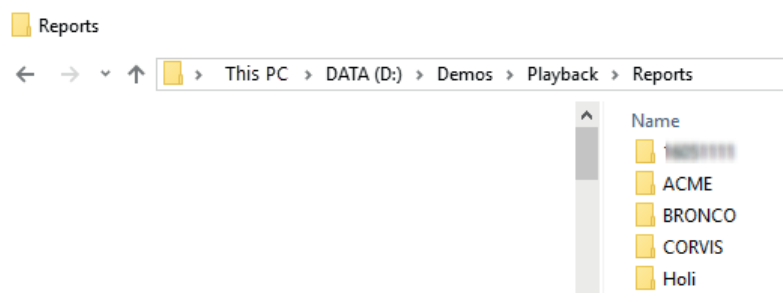 Reports
This PC > DATA (D:) > Demos > Playback > Reports
Name
ACME
BRONCO
CORVIS
Holi